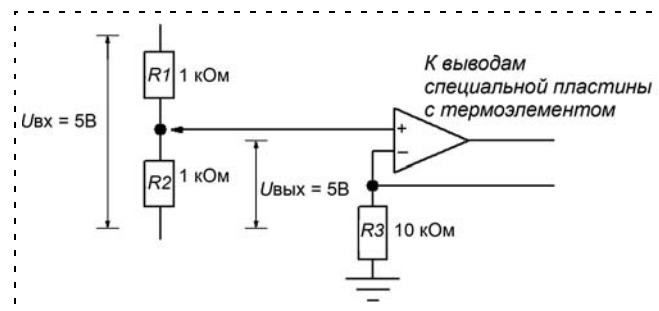 К выводам
специальной пластины
с термоэлементом
R1 1 кОм
Uвх = 5В
R2 1 кОм
Uвых = 5В
+
−
R3 10 кОм